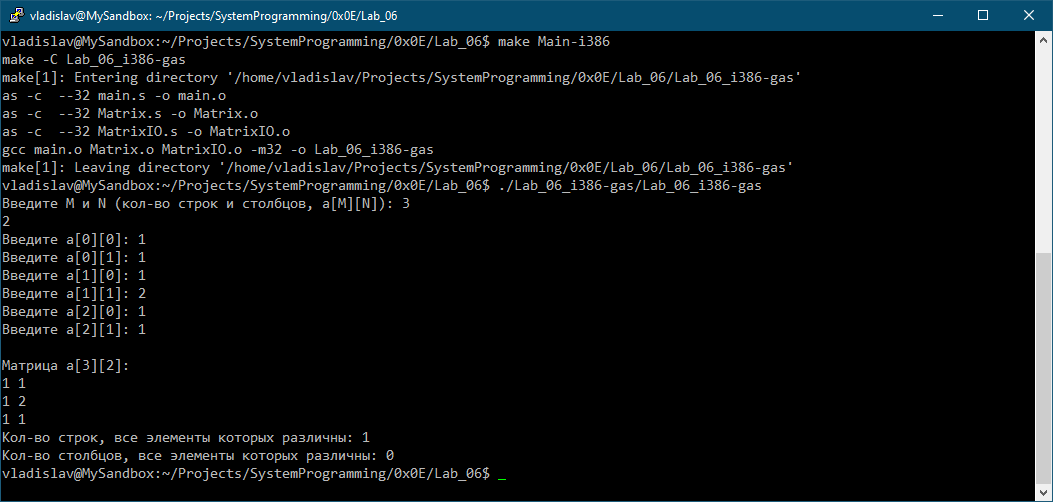 vladislav@MySandbox: ~/Projects/SystemProgramming/0x0E/Lab_06
vladislav@MySandbox:~/Projects/SystemProgramming/0x0E/Lab_06$ make Main-i386
make -C Lab_06_i386-gas
make[1]: Entering directory '/home/vladislav/Projects/SystemProgramming/0x0E/Lab_06/Lab_06_i386-gas'
as -c  --32 main.s -o main.o
as -c  --32 Matrix.s -o Matrix.o
as -c  --32 MatrixIO.s -o MatrixIO.o
gcc main.o Matrix.o MatrixIO.o -m32 -o Lab_06_i386-gas
make[1]: Leaving directory '/home/vladislav/Projects/SystemProgramming/0x0E/Lab_06/Lab_06_i386-gas'
vladislav@MySandbox:~/Projects/SystemProgramming/0x0E/Lab_06$ ./Lab_06_i386-gas/Lab_06_i386-gas
Введите M и N (кол-во строк и столбцов, a[M][N]): 3
2
Введите a[0][0]: 1
Введите a[0][1]: 1
Введите a[1][0]: 1
Введите a[1][1]: 2
Введите a[2][0]: 1
Введите a[2][1]: 1
Матрица a[3][2]:
1 1
1 2
1 1
Кол-во строк, все элементы которых различны: 1
Кол-во столбцов, все элементы которых различны: 0
vladislav@MySandbox:~/Projects/SystemProgramming/0x0E/Lab_06$ _